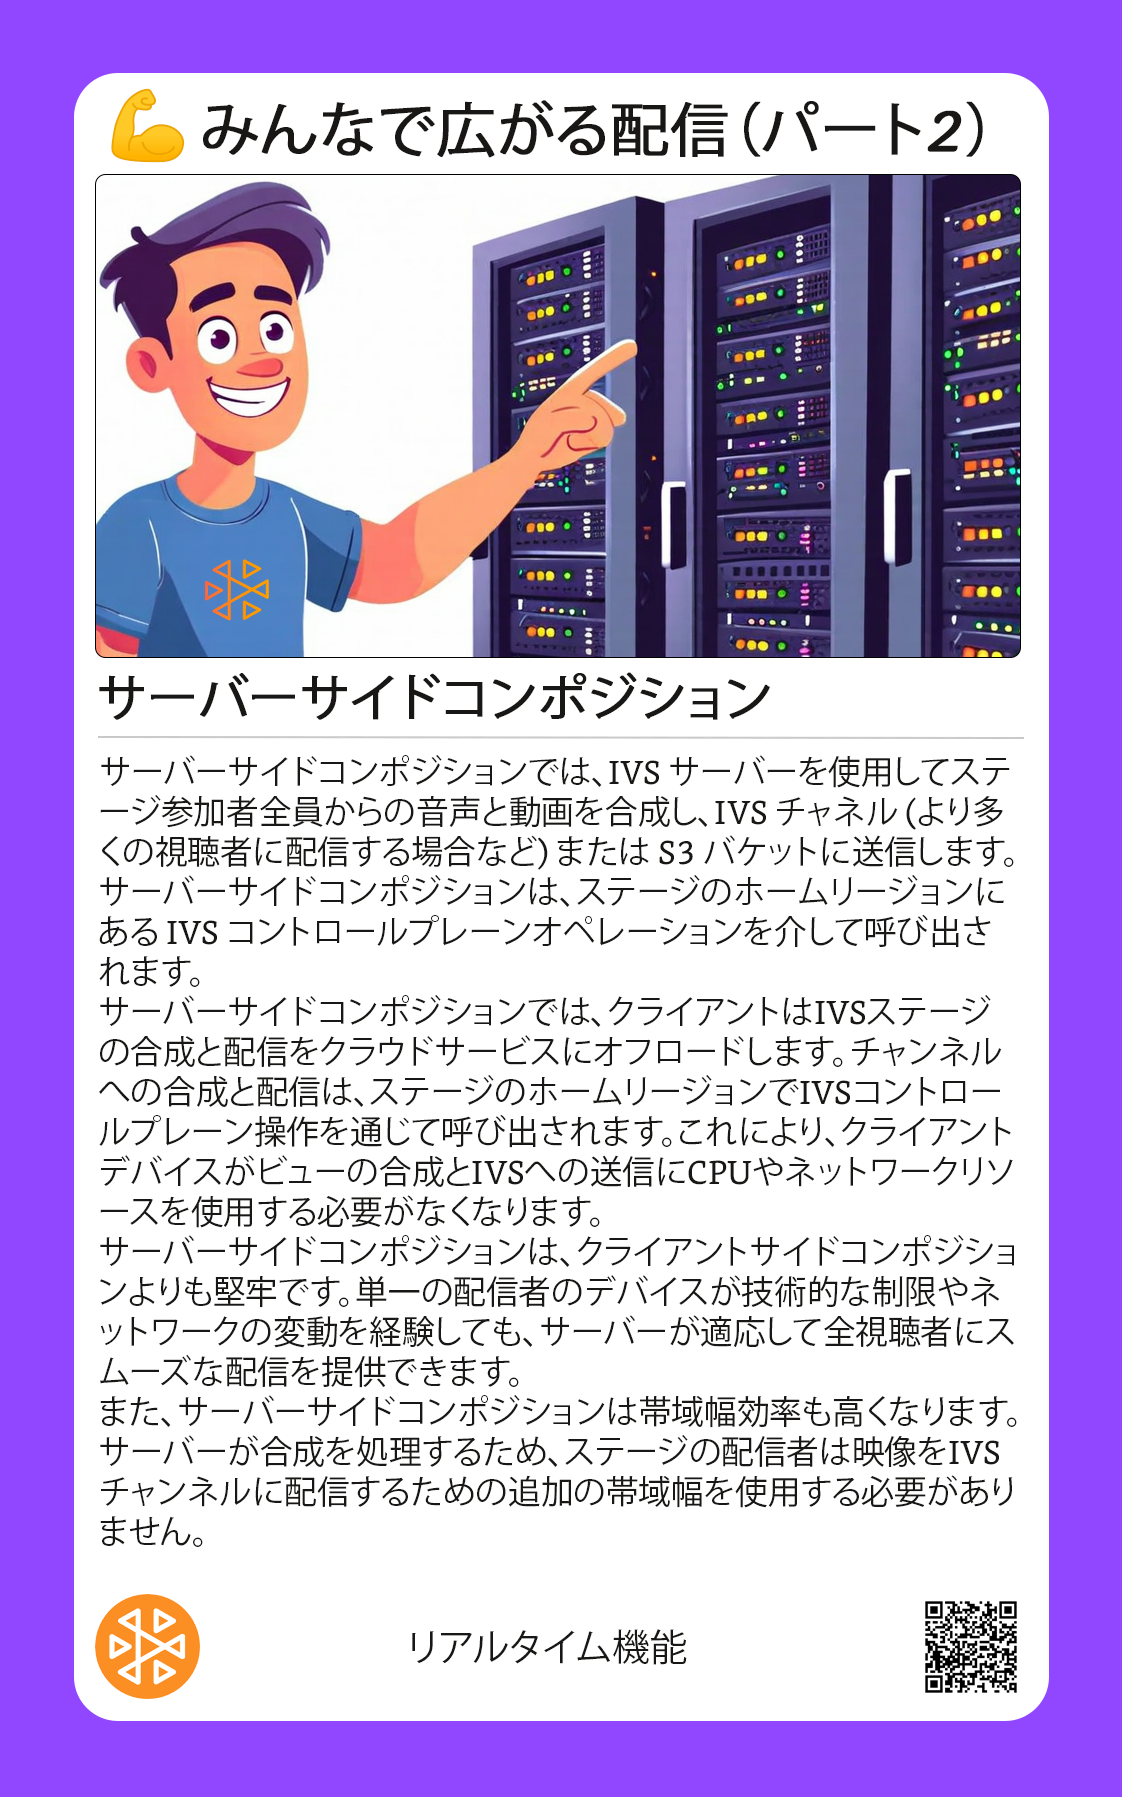 みんなで広がる配信（パート2）
サーバーサイドコンポジション
サーバーサイドコンポジションでは、IVS サーバーを使用してステ
ージ参加者全員からの音声と動画を合成し、IVS チャネル (より多
くの視聴者に配信する場合など) または S3 バケットに送信します。
サーバーサイドコンポジションは、ステージのホームリージョンに
ある IVS コントロールプレーンオペレーションを介して呼び出さ
れます。
サーバーサイドコンポジションでは、クライアントはIVSステージ
の合成と配信をクラウドサービスにオフロードします。チャンネル
への合成と配信は、ステージのホームリージョンでIVSコントロー
ルプレーン操作を通じて呼び出されます。これにより、クライアント
デバイスがビューの合成とIVSへの送信にCPUやネットワークリソ
ースを使用する必要がなくなります。
サーバーサイドコンポジションは、クライアントサイドコンポジショ
ンよりも堅牢です。単一の配信者のデバイスが技術的な制限やネ
ットワークの変動を経験しても、サーバーが適応して全視聴者にス
ムーズな配信を提供できます。
また、サーバーサイドコンポジションは帯域幅効率も高くなります。
サーバーが合成を処理するため、ステージの配信者は映像をIVS
チャンネルに配信するための追加の帯域幅を使用する必要があり
ません。
リアルタイム機能